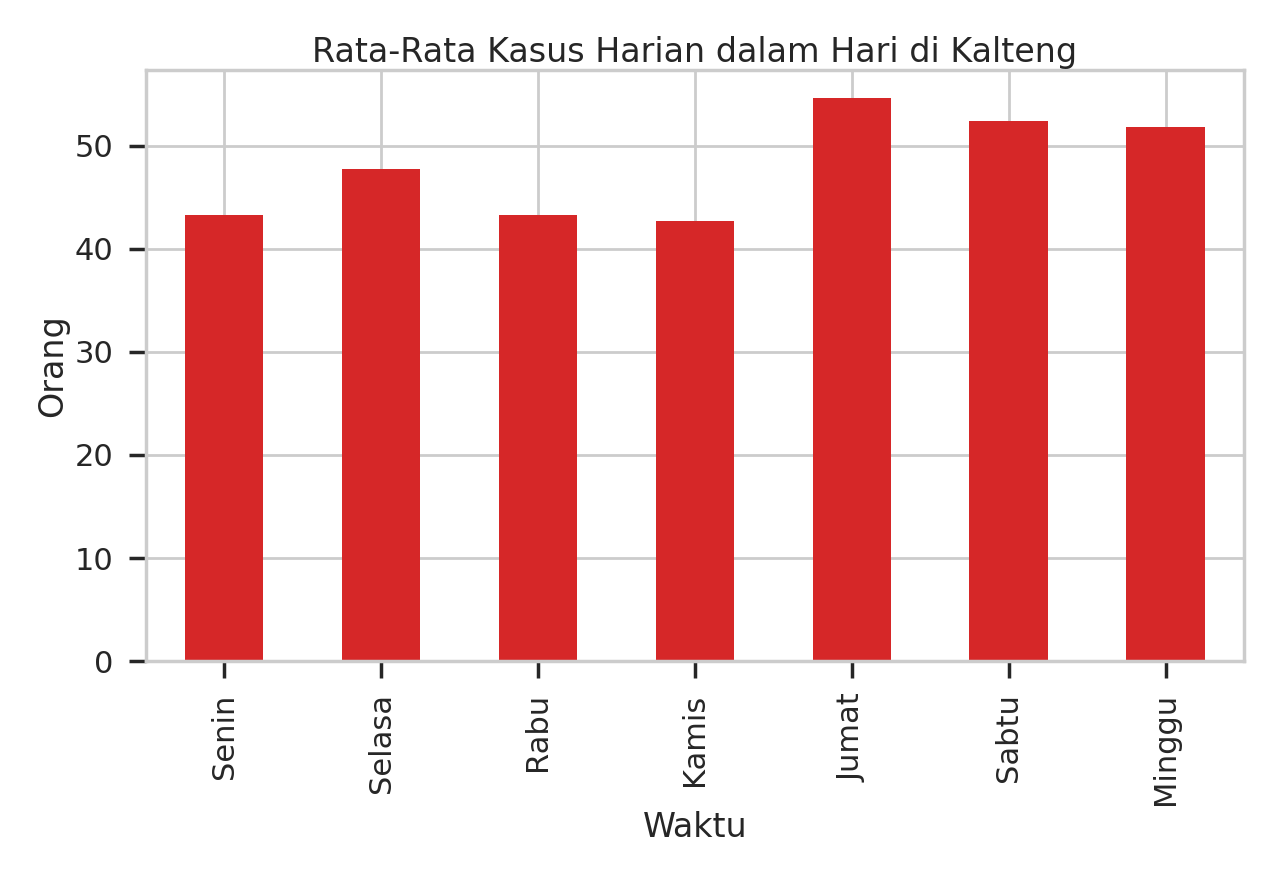 Rata-Rata Kasus Harian dalam Hari di Kalteng
Orang
50
40
30
20
10
0
Senin
Selasa
Rabu
Kamis
Jumat
Sabtu
Minggu
Waktu